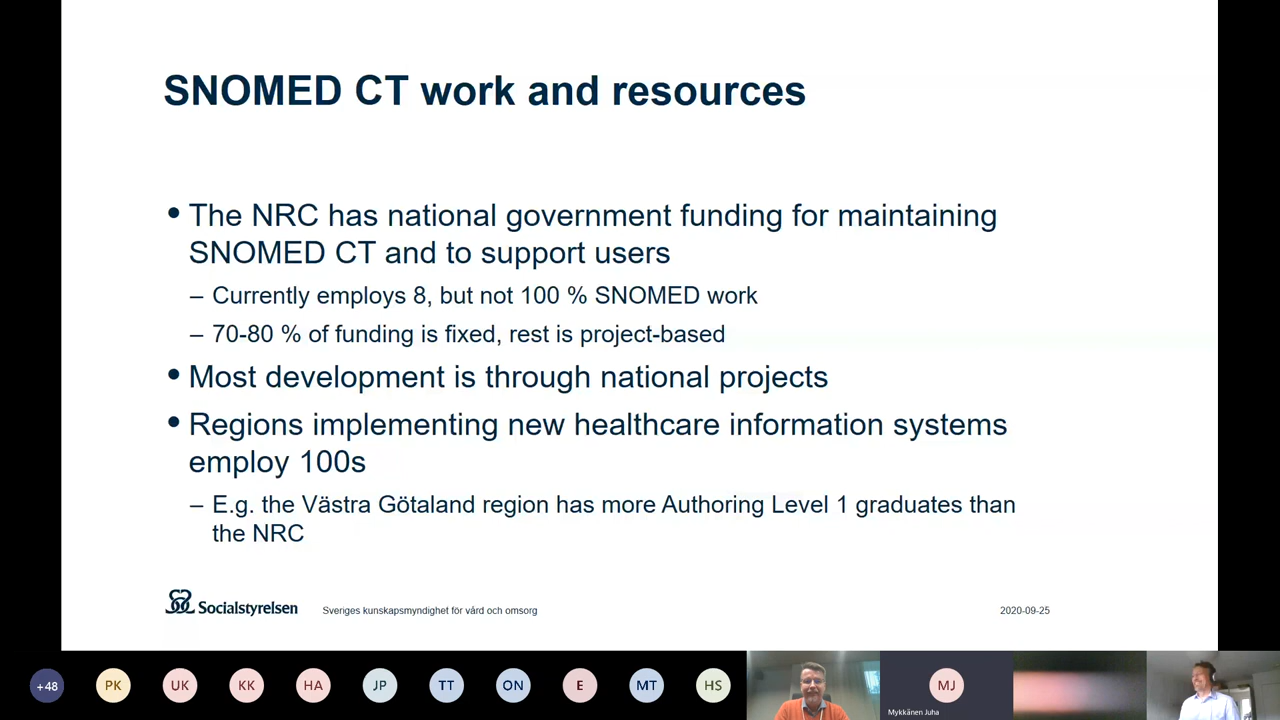 SNOMED CT work and resources
• The NRC has national government funding for maintaining
SNOMED CT and to support users
– Currently employs 8, but not 100 % SNOMED work
– 70-80 % of funding is fixed, rest is project-based
• Most development is through national projects
• Regions implementing new healthcare information systems
employ 100s
– E.g. the Västra Götaland region has more Authoring Level 1 graduates than
the NRC
Socialstyrelsen
Sveriges kunskapsmyndighet för vård och omsorg
2020-09-25
+48
PK
UK
KK
HA
JP
TT
ON
E
MT
HS
MJ
Mykkänen Juha